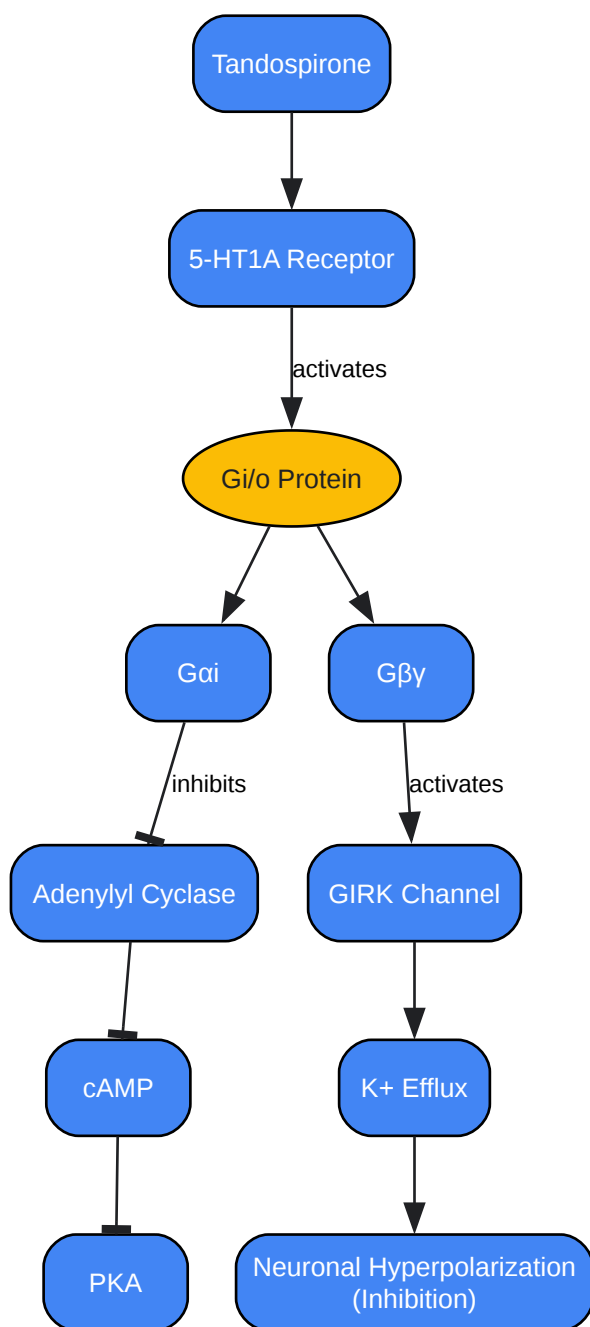 Tandospirone
5-HT1A Receptor
activates
Gi/o Protein
Gαi
Gβγ
inhibits
activates
Adenylyl Cyclase
GIRK Channel
cAMP
K+ Efflux
PKA
Neuronal Hyperpolarization
(Inhibition)